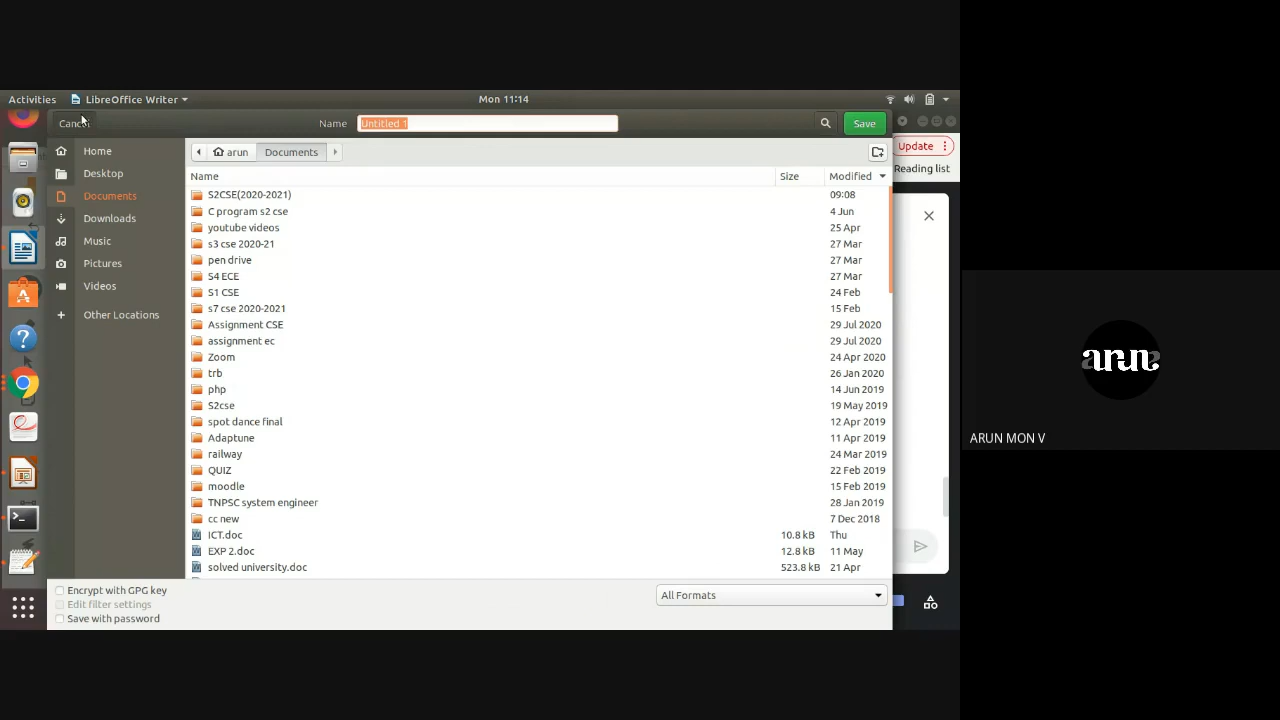 Activities LibreOffice Writer Mon 11:14
Cancel Name Untitled 1 Save
Update
Reading list
Home
Desktop
Documents
Downloads
Music
Pictures
Videos
Other Locations
arun Documents
Name Size Modified
S2CSE(2020-2021) 09:08
C program s2 cse 4 Jun
youtube videos 25 Apr
s3 cse 2020-21 27 Mar
pen drive 27 Mar
S4 ECE 27 Mar
S1 CSE 24 Feb
s7 cse 2020-2021 15 Feb
Assignment CSE 29 Jul 2020
assignment ec 29 Jul 2020
Zoom 24 Apr 2020
trb 26 Jan 2020
php 14 Jun 2019
S2cse 19 May 2019
spot dance final 12 Apr 2019
Adaptune 11 Apr 2019
railway 24 Mar 2019
QUIZ 22 Feb 2019
moodle 15 Feb 2019
TNPSC system engineer 28 Jan 2019
cc new 7 Dec 2018
ICT.doc 10.8 kB Thu
EXP 2.doc 12.8 kB 11 May
solved university.doc 523.8 kB 21 Apr
Encrypt with GPG key
Edit filter settings
Save with password
All Formats
arun
ARUN MON V